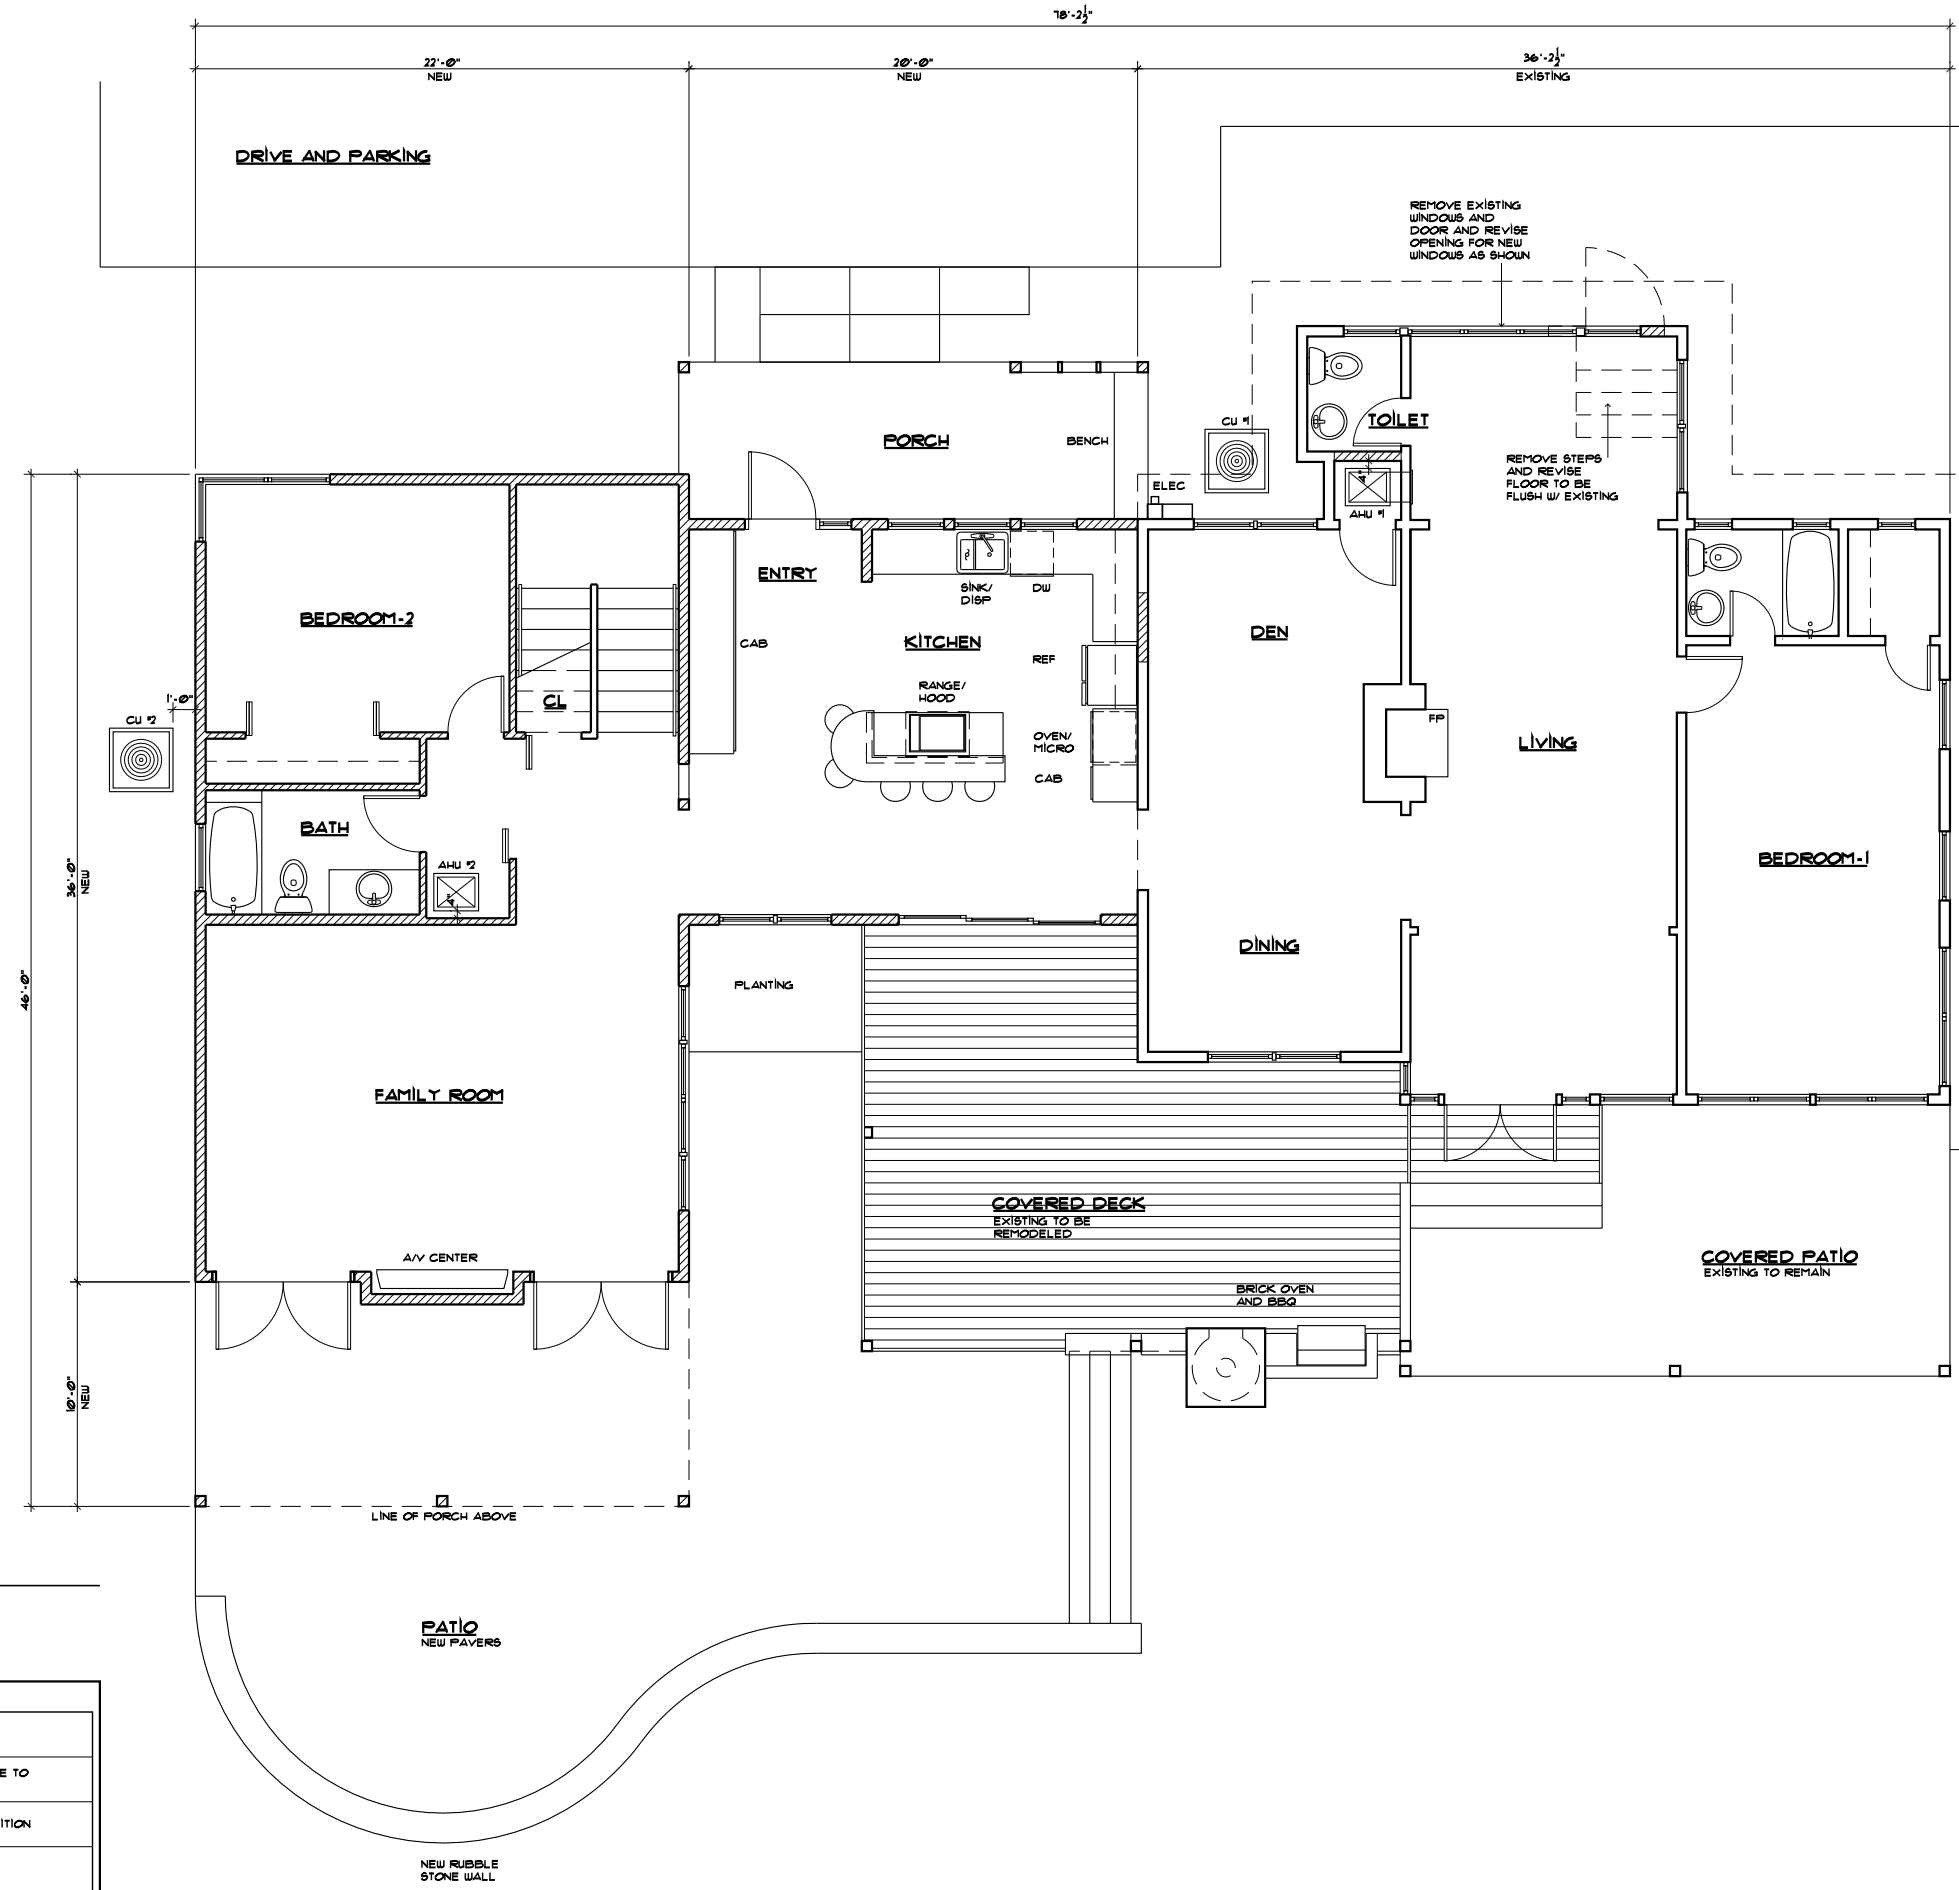 78'-2½"
22'-0"
NEW
20'-0"
NEW
36'-2½"
EXISTING
DRIVE AND PARKING
REMOVE EXISTING
WINDOWS AND
DOOR AND REVISE
OPENING FOR NEW
WINDOWS AS SHOWN
TOILET
CU #1
PORCH
BENCH
REMOVE STEPS
AND REVISE
FLOOR TO BE
FLUSH W/ EXISTING
4"
ELEC
AHU #1
ENTRY
SINK/
DISP
DW
BEDROOM-2
DEN
CAB
KITCHEN
REF
RANGE/
HOOD
1'-0"
CL
CU #2
FP
OVEN/
MICRO
LIVING
CAB
BATH
BEDROOM-1
AHU #2
4"
36'-0"
NEW
DINING
46'-0"
PLANTING
FAMILY ROOM
COVERED DECK
EXISTING TO BE
REMODELED
A/V CENTER
COVERED PATIO
EXISTING TO REMAIN
BRICK OVEN
AND BBQ
10'-0"
NEW
LINE OF PORCH ABOVE
PATIO
NEW PAVERS
E TO
ITION
NEW RUBBLE
STONE WALL